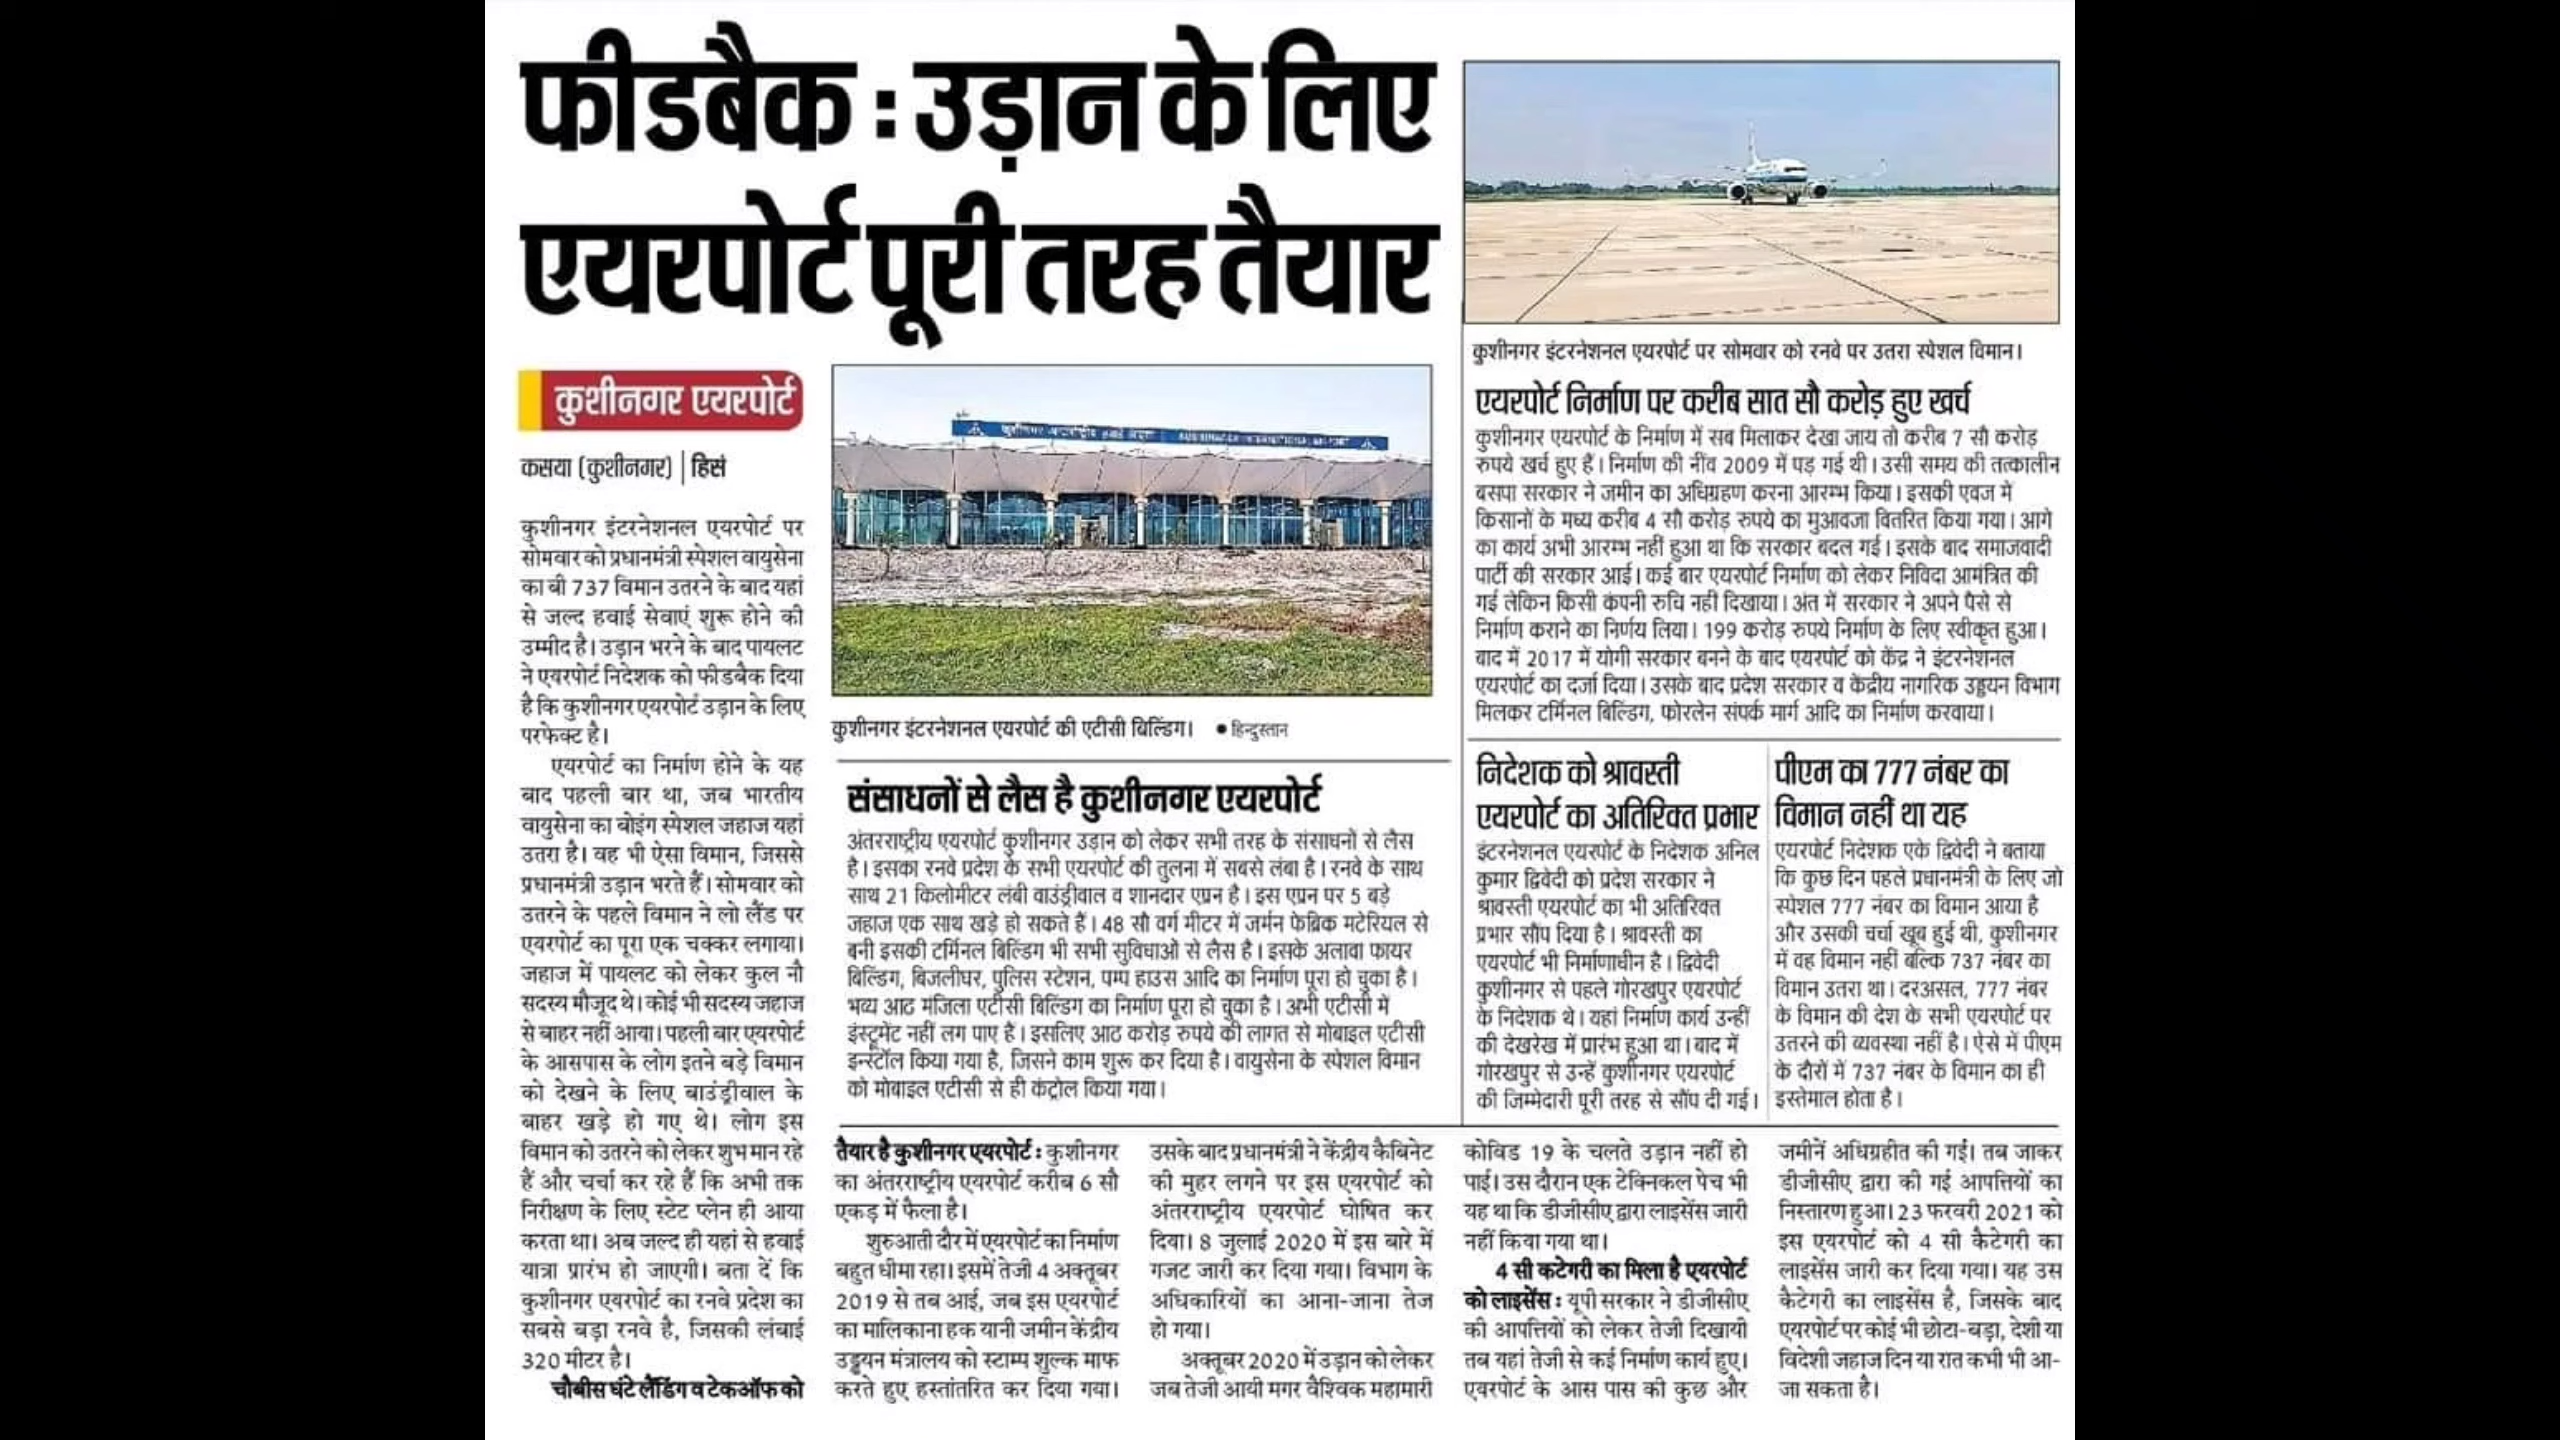 फीडबैक : उड़ान के लिए
एयरपोर्ट पूरी तरह तैयार
कुशीनगर एयरपोर्ट
कसया (कुशीनगर) | हिसं
कुशीनगर इंटरनेशनल एयरपोर्ट पर
सोमवार को प्रधानमंत्री स्पेशल वायुसेना
का बी 737 विमान उतरने के बाद यहां
से जल्द हवाई सेवाएं शुरू होने की
उम्मीद है। उड़ान भरने के बाद पायलट
ने एयरपोर्ट निदेशक को फीडबैक दिया
है कि कुशीनगर एयरपोर्ट उड़ान के लिए
परफेक्ट है।
एयरपोर्ट का निर्माण होने के यह
बाद पहली बार था, जब भारतीय
वायुसेना का बोइंग स्पेशल जहाज यहां
उतरा है। वह भी ऐसा विमान, जिससे
प्रधानमंत्री उड़ान भरते हैं। सोमवार को
उतरने के पहले विमान ने लो लैंड पर
एयरपोर्ट का पूरा एक चक्कर लगाया।
जहाज में पायलट को लेकर कुल नौ
सदस्य मौजूद थे। कोई भी सदस्य जहाज
से बाहर नहीं आया। पहली बार एयरपोर्ट
के आसपास के लोग इतने बड़े विमान
को देखने के लिए बाउंड्रीवाल के
बाहर खड़े हो गए थे। लोग इस
विमान को उतरने को लेकर शुभ मान रहे
हैं और चर्चा कर रहे हैं कि अभी तक
निरीक्षण के लिए स्टेट प्लेन ही आया
करता था। अब जल्द ही यहां से हवाई
यात्रा प्रारंभ हो जाएगी। बता दें कि
कुशीनगर एयरपोर्ट का रनवे प्रदेश का
सबसे बड़ा रनवे है, जिसकी लंबाई
320 मीटर है।
चौबीस घंटे लैंडिंग व टेकऑफ को
कुशीनगर अन्तर्राष्ट्रीय हवाई अड्डा KUSHINAGAR INTERNATIONAL AIRPORT
कुशीनगर इंटरनेशनल एयरपोर्ट की एटीसी बिल्डिंग। ● हिन्दुस्तान
संसाधनों से लैस है कुशीनगर एयरपोर्ट
अंतरराष्ट्रीय एयरपोर्ट कुशीनगर उड़ान को लेकर सभी तरह के संसाधनों से लैस
है। इसका रनवे प्रदेश के सभी एयरपोर्ट की तुलना में सबसे लंबा है। रनवे के साथ
साथ 21 किलोमीटर लंबी वाउंड्रीवाल व शानदार एप्रन है। इस एप्रन पर 5 बड़े
जहाज एक साथ खड़े हो सकते हैं। 48 सौ वर्ग मीटर में जर्मन फेब्रिक मटेरियल से
बनी इसकी टर्मिनल बिल्डिंग भी सभी सुविधाओं से लैस है। इसके अलावा फायर
बिल्डिंग, बिजलीघर, पुलिस स्टेशन, पम्प हाउस आदि का निर्माण पूरा हो चुका है।
भव्य आठ मंजिला एटीसी बिल्डिंग का निर्माण पूरा हो चुका है। अभी एटीसी में
इंस्ट्रूमेंट नहीं लग पाए हैं। इसलिए आठ करोड़ रुपये की लागत से मोबाइल एटीसी
इन्स्टॉल किया गया है, जिसने काम शुरू कर दिया है। वायुसेना के स्पेशल विमान
को मोबाइल एटीसी से ही कंट्रोल किया गया।
कुशीनगर इंटरनेशनल एयरपोर्ट पर सोमवार को रनवे पर उतरा स्पेशल विमान।
एयरपोर्ट निर्माण पर करीब सात सौ करोड़ हुए खर्च
कुशीनगर एयरपोर्ट के निर्माण में सब मिलाकर देखा जाय तो करीब 7 सौ करोड़
रुपये खर्च हुए हैं। निर्माण की नींव 2009 में पड़ गई थी। उसी समय की तत्कालीन
बसपा सरकार ने जमीन का अधिग्रहण करना आरम्भ किया। इसकी एवज में
किसानों के मध्य करीब 4 सौ करोड़ रुपये का मुआवजा वितरित किया गया। आगे
का कार्य अभी आरम्भ नहीं हुआ था कि सरकार बदल गई। इसके बाद समाजवादी
पार्टी की सरकार आई। कई बार एयरपोर्ट निर्माण को लेकर निविदा आमंत्रित की
गई लेकिन किसी कंपनी रुचि नहीं दिखाया। अंत में सरकार ने अपने पैसे से
निर्माण कराने का निर्णय लिया। 199 करोड़ रुपये निर्माण के लिए स्वीकृत हुआ।
बाद में 2017 में योगी सरकार बनने के बाद एयरपोर्ट को केंद्र ने इंटरनेशनल
एयरपोर्ट का दर्जा दिया। उसके बाद प्रदेश सरकार व केंद्रीय नागरिक उड्डयन विभाग
मिलकर टर्मिनल बिल्डिंग, फोरलेन संपर्क मार्ग आदि का निर्माण करवाया।
निदेशक को श्रावस्ती
एयरपोर्ट का अतिरिक्त प्रभार
इंटरनेशनल एयरपोर्ट के निदेशक अनिल
कुमार द्विवेदी को प्रदेश सरकार ने
श्रावस्ती एयरपोर्ट का भी अतिरिक्त
प्रभार सौंप दिया है। श्रावस्ती का
एयरपोर्ट भी निर्माणाधीन है। द्विवेदी
कुशीनगर से पहले गोरखपुर एयरपोर्ट
के निदेशक थे। यहां निर्माण कार्य उन्हीं
की देखरेख में प्रारंभ हुआ था। बाद में
गोरखपुर से उन्हें कुशीनगर एयरपोर्ट
की जिम्मेदारी पूरी तरह से सौंप दी गई।
पीएम का 777 नंबर का
विमान नहीं था यह
एयरपोर्ट निदेशक एके द्विवेदी ने बताया
कि कुछ दिन पहले प्रधानमंत्री के लिए जो
स्पेशल 777 नंबर का विमान आया है
और उसकी चर्चा खूब हुई थी, कुशीनगर
में वह विमान नहीं बल्कि 737 नंबर का
विमान उतरा था। दरअसल, 777 नंबर
के विमान की देश के सभी एयरपोर्ट पर
उतरने की व्यवस्था नहीं है। ऐसे में पीएम
के दौरों में 737 नंबर के विमान का ही
इस्तेमाल होता है।
तैयार है कुशीनगर एयरपोर्ट : कुशीनगर
का अंतरराष्ट्रीय एयरपोर्ट करीब 6 सौ
एकड़ में फैला है।
शुरुआती दौर में एयरपोर्ट का निर्माण
बहुत धीमा रहा। इसमें तेजी 4 अक्तूबर
2019 से तब आई, जब इस एयरपोर्ट
का मालिकाना हक यानी जमीन केंद्रीय
उड्डयन मंत्रालय को स्टाम्प शुल्क माफ
करते हुए हस्तांतरित कर दिया गया।
उसके बाद प्रधानमंत्री ने केंद्रीय कैबिनेट
की मुहर लगने पर इस एयरपोर्ट को
अंतरराष्ट्रीय एयरपोर्ट घोषित कर
दिया। 8 जुलाई 2020 में इस बारे में
गजट जारी कर दिया गया। विभाग के
अधिकारियों का आना-जाना तेज
हो गया।
अक्तूबर 2020 में उड़ान को लेकर
जब तेजी आयी मगर वैश्विक महामारी
कोविड 19 के चलते उड़ान नहीं हो
पाई। उस दौरान एक टेक्निकल पेच भी
यह था कि डीजीसीए द्वारा लाइसेंस जारी
नहीं किया गया था।
4 सी कटेगरी का मिला है एयरपोर्ट
को लाइसेंस : यूपी सरकार ने डीजीसीए
की आपत्तियों को लेकर तेजी दिखायी
तब यहां तेजी से कई निर्माण कार्य हुए।
एयरपोर्ट के आस पास की कुछ और
जमीनें अधिग्रहीत की गईं। तब जाकर
डीजीसीए द्वारा की गई आपत्तियों का
निस्तारण हुआ। 23 फरवरी 2021 को
इस एयरपोर्ट को 4 सी कैटेगरी का
लाइसेंस जारी कर दिया गया। यह उस
कैटेगरी का लाइसेंस है, जिसके बाद
एयरपोर्ट पर कोई भी छोटा-बड़ा, देशी या
विदेशी जहाज दिन या रात कभी भी आ-
जा सकता है।